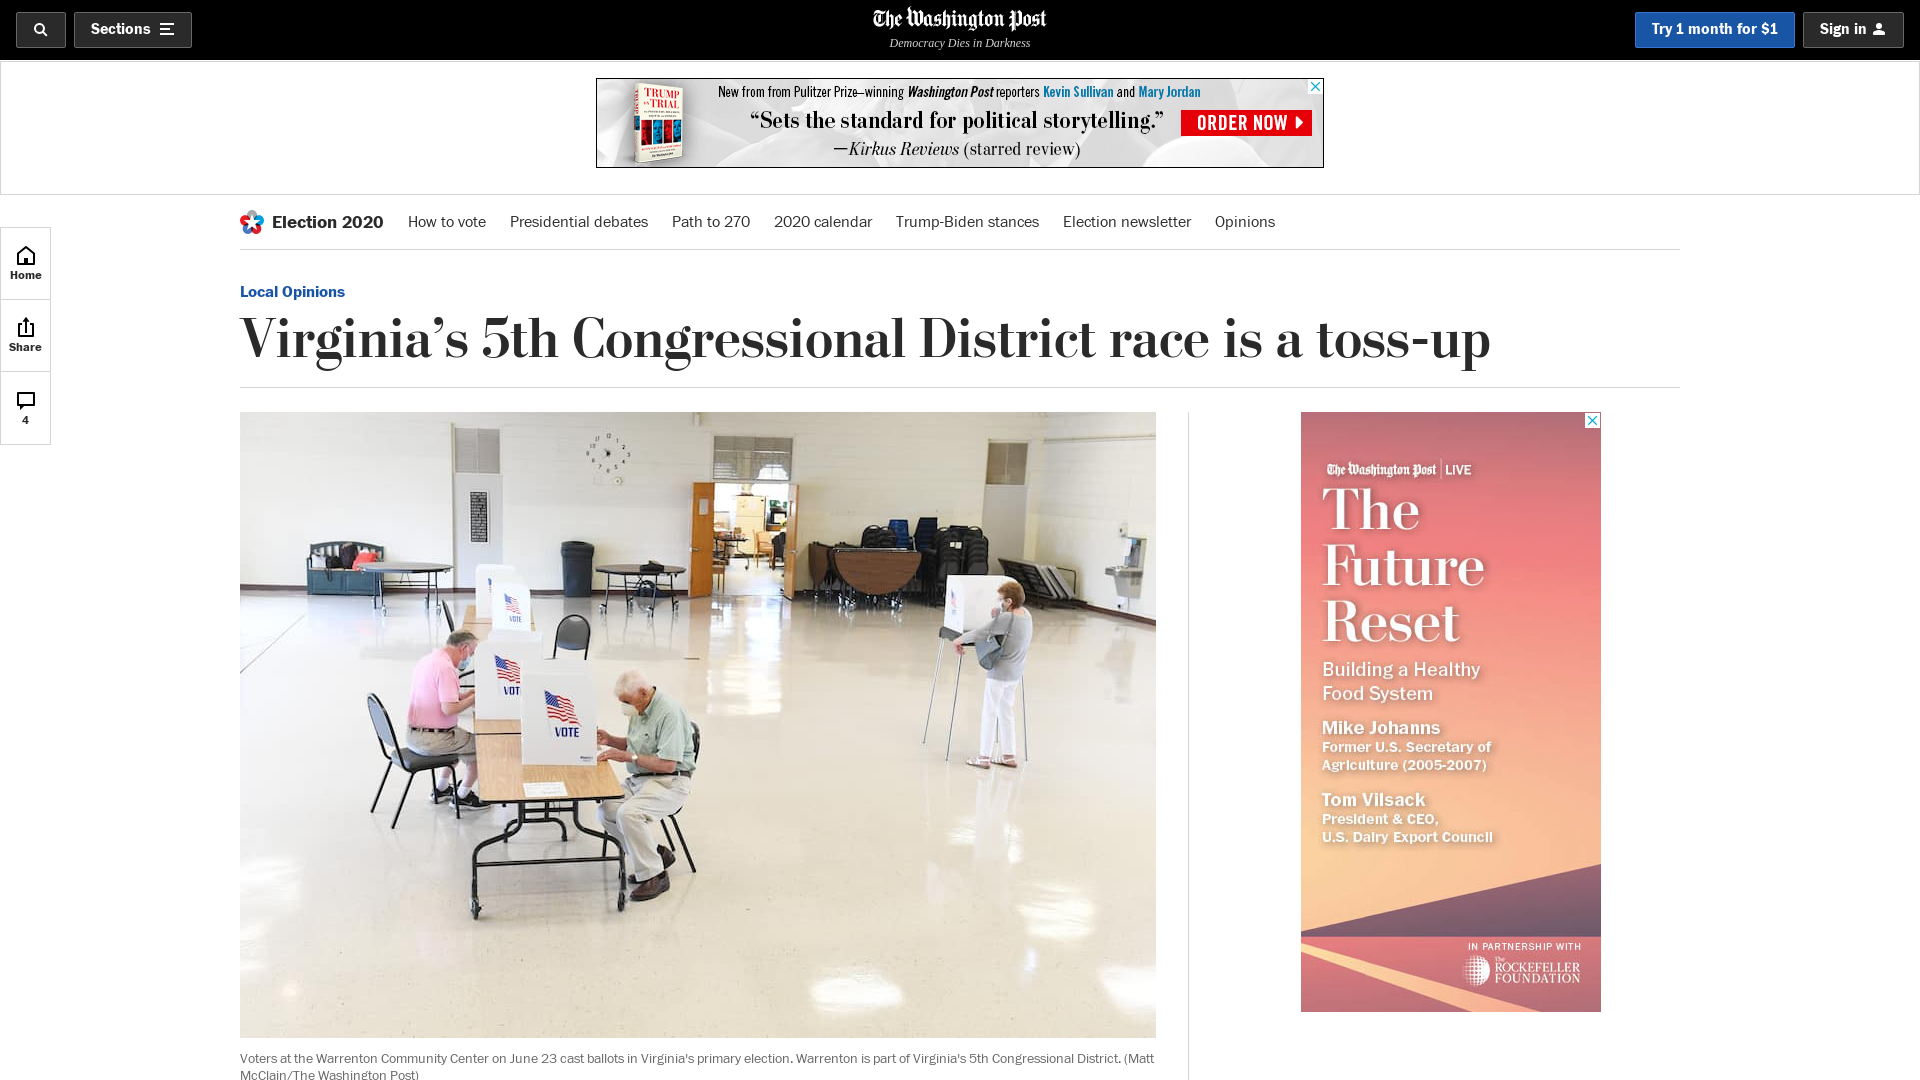 Sections
The Washington Post
Democracy Dies in Darkness
Try 1 month for $1
Sign in
TRUMP
ON TRIAL
New from from Pulitzer Prize–winning Washington Post reporters Kevin Sullivan and Mary Jordan
“Sets the standard for political storytelling.”
—Kirkus Reviews (starred review)
ORDER NOW
Election 2020
How to vote
Presidential debates
Path to 270
2020 calendar
Trump-Biden stances
Election newsletter
Opinions
Home
Share
4
Local Opinions
Virginia’s 5th Congressional District race is a toss-up
VOTE
VOTE
VOTE
The Washington Post LIVE
The
Future
Reset
Building a Healthy
Food System
Mike Johanns
Former U.S. Secretary of
Agriculture (2005-2007)
Tom Vilsack
President & CEO,
U.S. Dairy Export Council
IN PARTNERSHIP WITH
The
ROCKEFELLER
FOUNDATION
Voters at the Warrenton Community Center on June 23 cast ballots in Virginia's primary election. Warrenton is part of Virginia's 5th Congressional District. (Matt
McClain/The Washington Post)